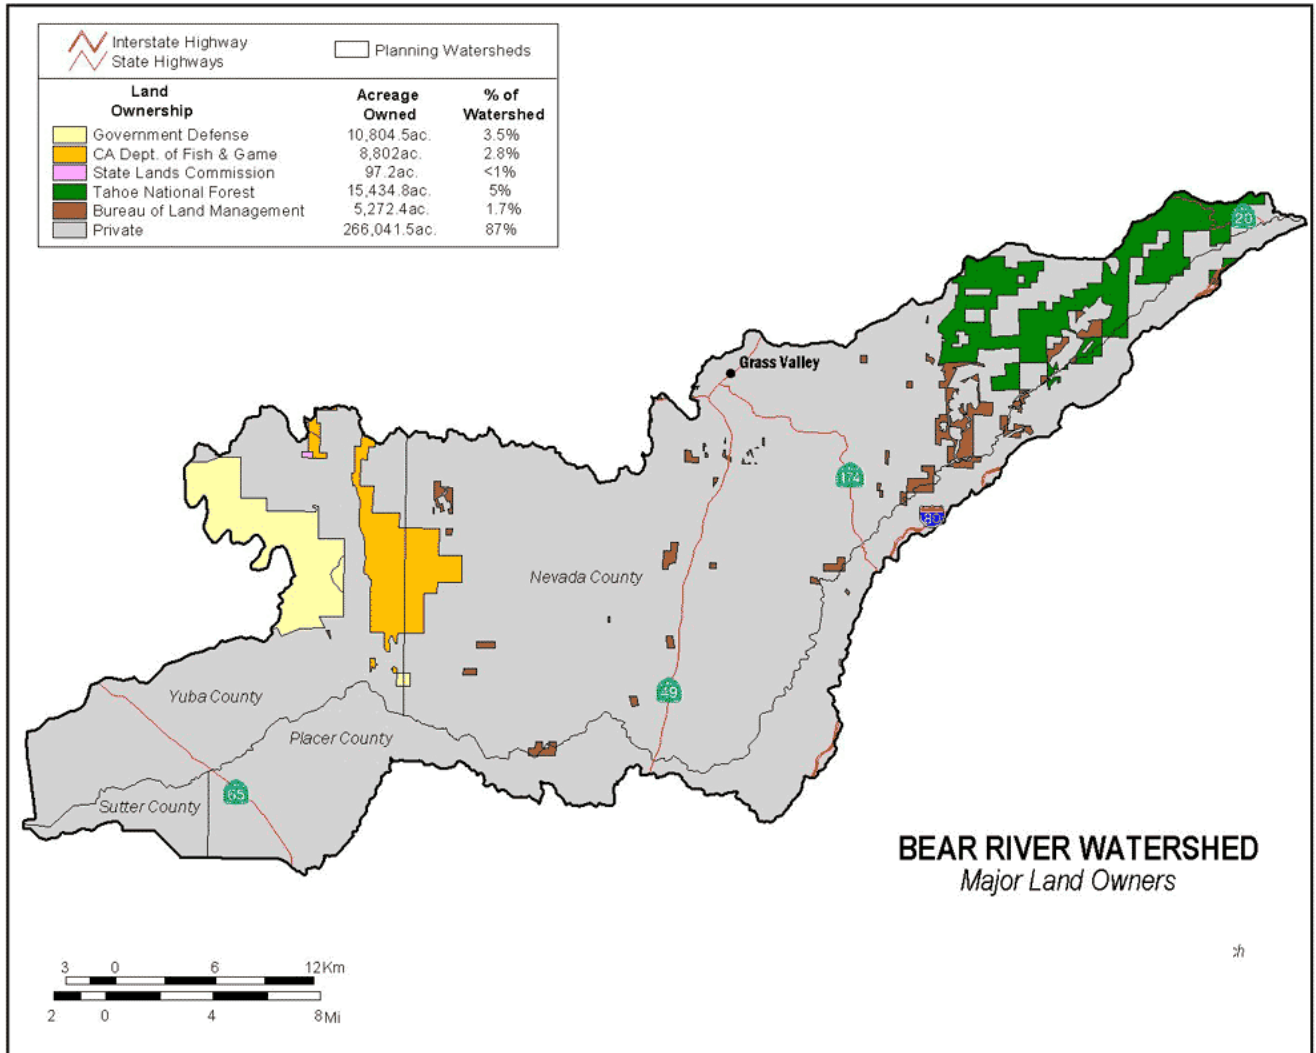 Interstate Highway
State Highways
Planning Watersheds
Land Ownership
Acreage Owned
% of Watershed
Government Defense 10,804.5ac. 3.5%
CA Dept. of Fish & Game 8,802ac. 2.8%
State Lands Commission 97.2ac. <1%
Tahoe National Forest 15,434.8ac. 5%
Bureau of Land Management 5,272.4ac. 1.7%
Private 266,041.5ac. 87%
20
Grass Valley
174
80
Nevada County
49
Yuba County
Placer County
65
Sutter County
BEAR RIVER WATERSHED
Major Land Owners
3 0 6 12Km
2 0 4 8Mi